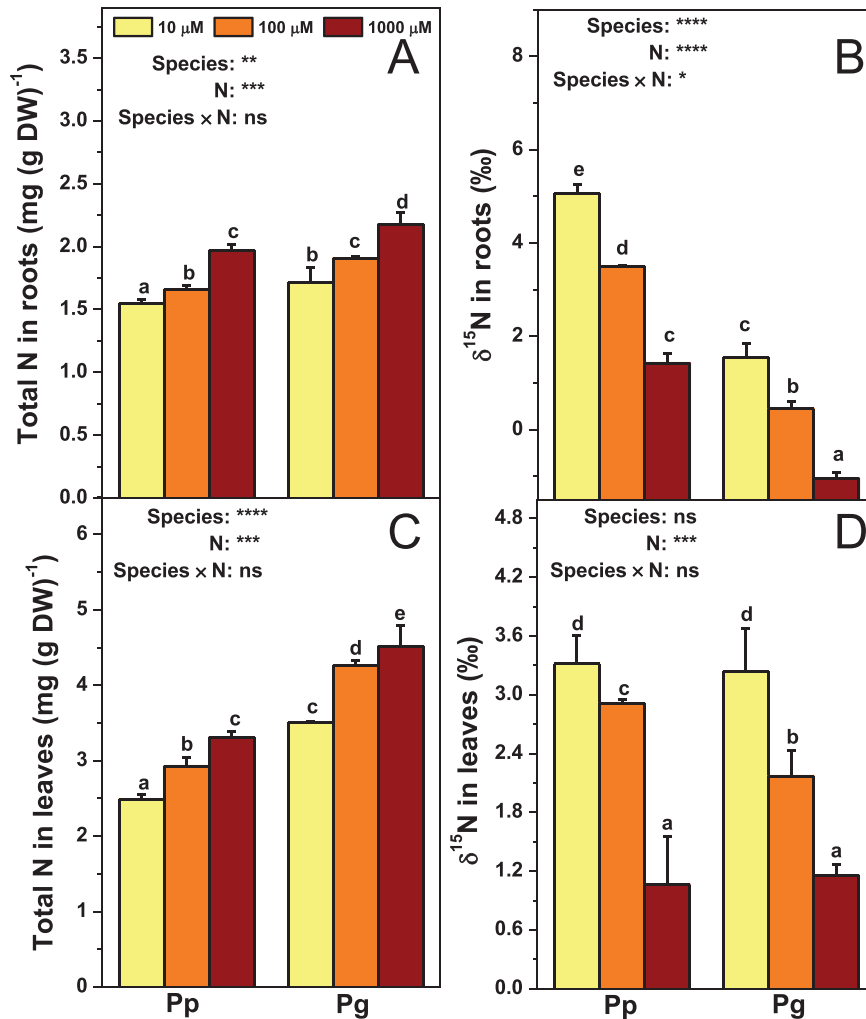 10 μM 100 μM 1000 μM
A
Species: **
N: ***
Species × N: ns
Total N in roots (mg (g DW)⁻¹)
3.5
3.0
2.5
2.0
1.5
1.0
0.5
0.0
a
b
c
b
c
d
B
Species: ****
N: ****
Species × N: *
δ¹⁵N in roots (‰)
8
6
4
2
0
e
d
c
c
b
a
C
Species: ****
N: ***
Species × N: ns
Total N in leaves (mg (g DW)⁻¹)
6
5
4
3
2
1
0
a
b
c
c
d
e
Pp Pg
D
Species: ns
N: ***
Species × N: ns
δ¹⁵N in leaves (‰)
4.8
4.2
3.6
3.0
2.4
1.8
1.2
0.6
0.0
d
c
a
d
b
a
Pp Pg